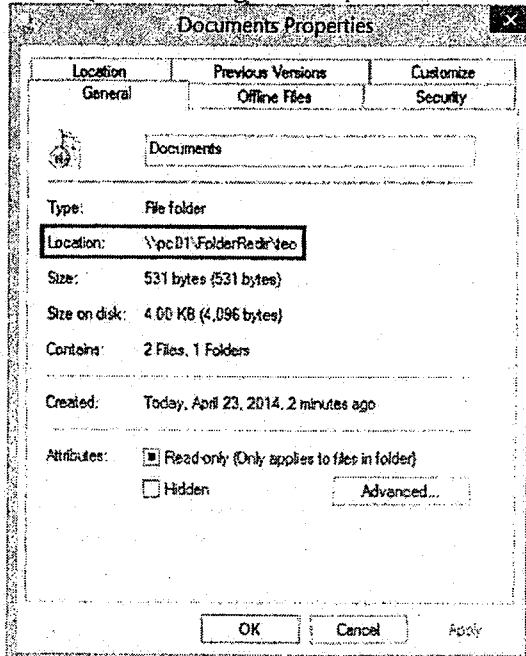 Documents Properties
Location Previous Versions Customize
General Offline Files Security
Documents
Type: File folder
Location: \\pc01\FolderRedir\teo
Size: 531 bytes (531 bytes)
Size on disk: 4.00 KB (4,096 bytes)
Contains: 2 Files, 1 Folders
Created: Today, April 23, 2014, 2 minutes ago
Attributes: Read-only (Only applies to files in folder)
Hidden Advanced...
OK Cancel Apply